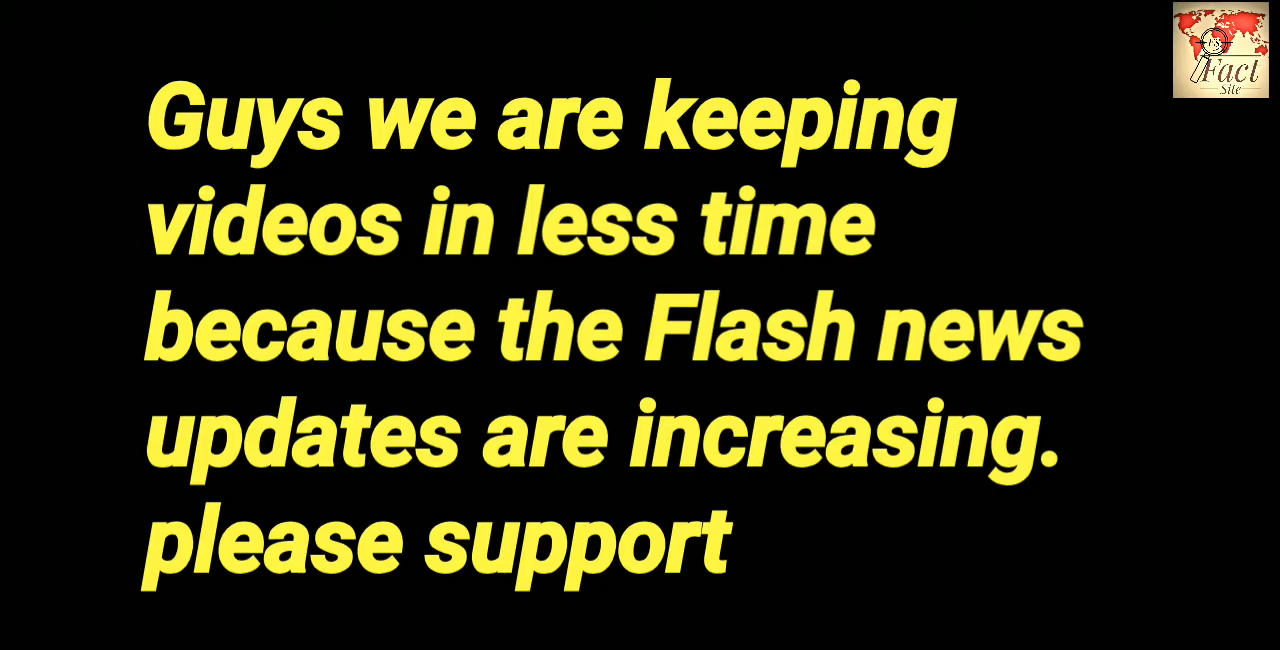 Guys we are keeping
videos in less time
because the Flash news
updates are increasing.
please support
FS
Fact
Site